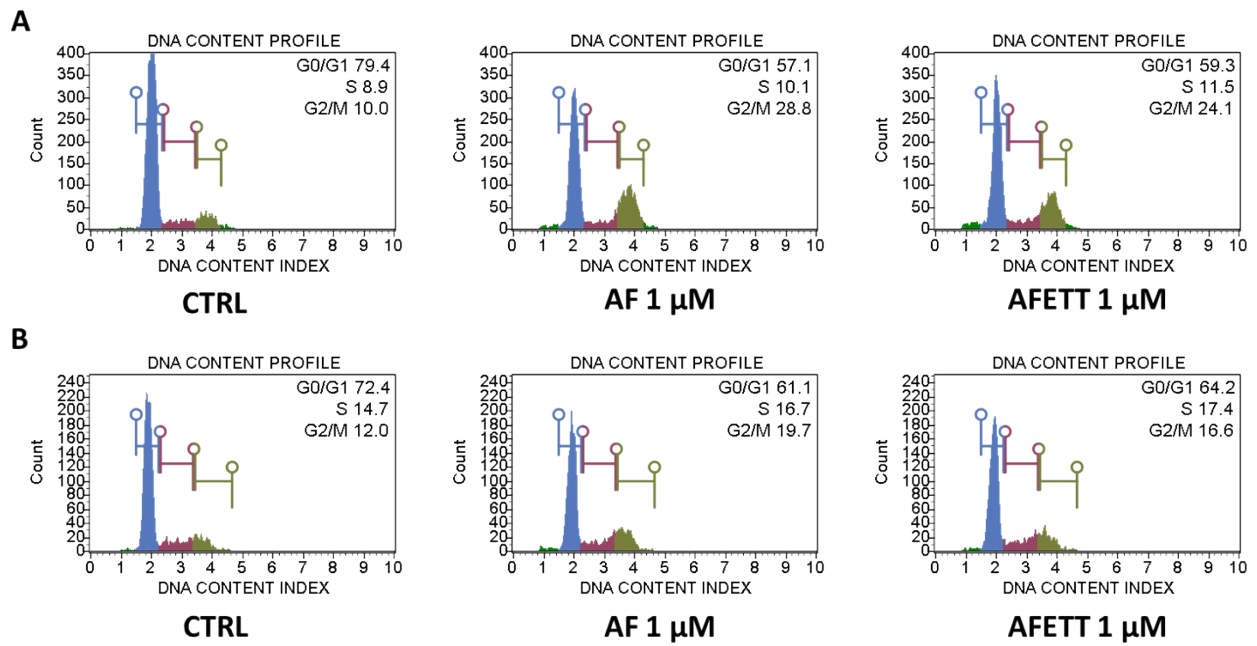 A
DNA CONTENT PROFILE
G0/G1 79.4
S 8.9
G2/M 10.0
400
350
300
250
200
150
100
50
0
Count
0 1 2 3 4 5 6 7 8 9 10
DNA CONTENT INDEX
CTRL
DNA CONTENT PROFILE
G0/G1 57.1
S 10.1
G2/M 28.8
400
350
300
250
200
150
100
50
0
Count
0 1 2 3 4 5 6 7 8 9 10
DNA CONTENT INDEX
AF 1 µM
DNA CONTENT PROFILE
G0/G1 59.3
S 11.5
G2/M 24.1
400
350
300
250
200
150
100
50
0
Count
0 1 2 3 4 5 6 7 8 9 10
DNA CONTENT INDEX
AFETT 1 µM
B
DNA CONTENT PROFILE
G0/G1 72.4
S 14.7
G2/M 12.0
240
220
200
180
160
140
120
100
80
60
40
20
0
Count
0 1 2 3 4 5 6 7 8 9 10
DNA CONTENT INDEX
CTRL
DNA CONTENT PROFILE
G0/G1 61.1
S 16.7
G2/M 19.7
240
220
200
180
160
140
120
100
80
60
40
20
0
Count
0 1 2 3 4 5 6 7 8 9 10
DNA CONTENT INDEX
AF 1 µM
DNA CONTENT PROFILE
G0/G1 64.2
S 17.4
G2/M 16.6
240
220
200
180
160
140
120
100
80
60
40
20
0
Count
0 1 2 3 4 5 6 7 8 9 10
DNA CONTENT INDEX
AFETT 1 µM